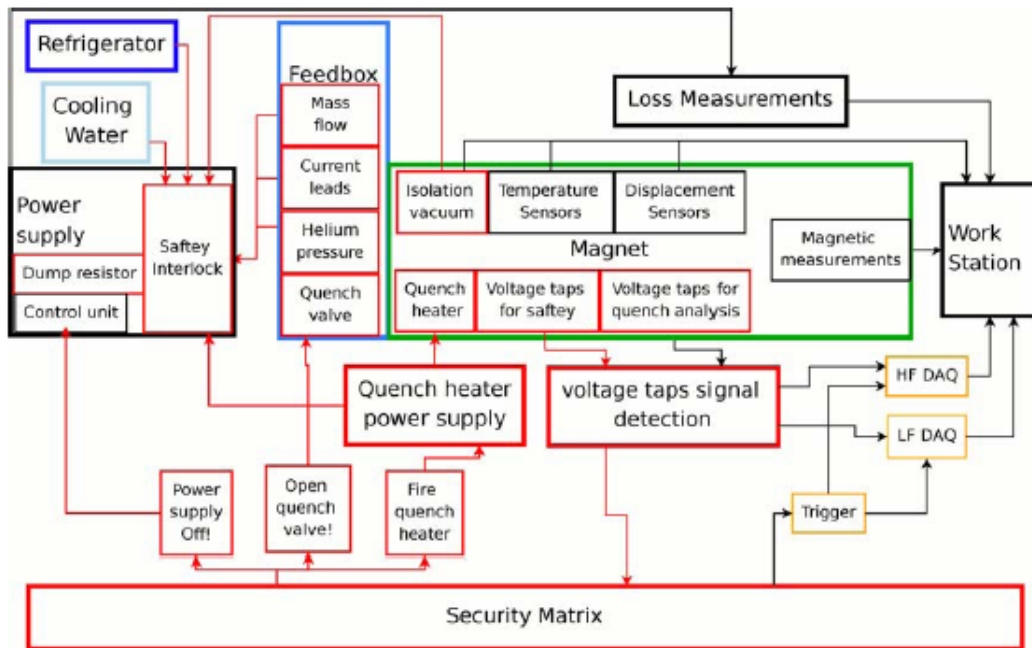 Refrigerator
Cooling
Water
Feedbox
Mass
flow
Current
leads
Helium
pressure
Quench
valve
Loss Measurements
Power
supply
Saftey
Interlock
Dump resistor
Control unit
Isolation
vacuum
Temperature
Sensors
Displacement
Sensors
Magnet
Magnetic
measurements
Work
Station
Quench
heater
Voltage taps
for saftey
Voltage taps for
quench analysis
Quench heater
power supply
voltage taps signal
detection
HF DAQ
LF DAQ
Trigger
Power
supply
Off!
Open
quench
valve!
Fire
quench
heater
Security Matrix